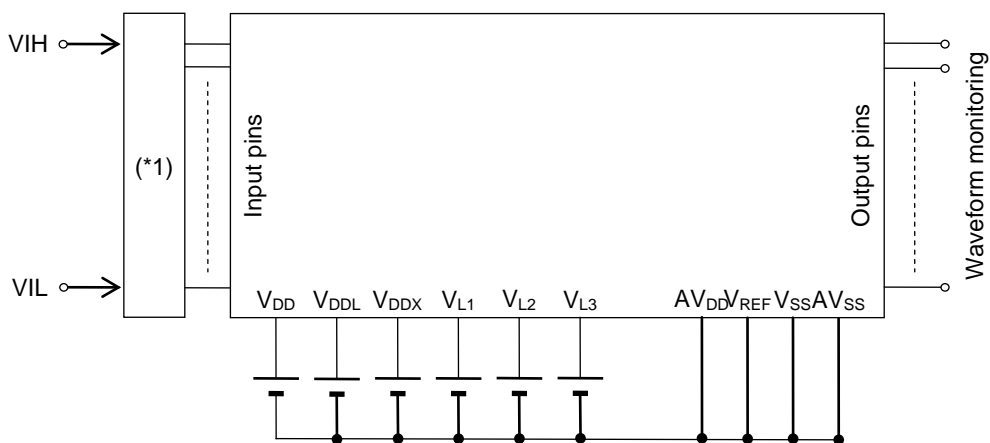 VIH
VIL
(*1)
Input pins
Output pins
Waveform monitoring
VDD VDDL VDDX VL1 VL2 VL3 AVDD VREF VSS AVSS